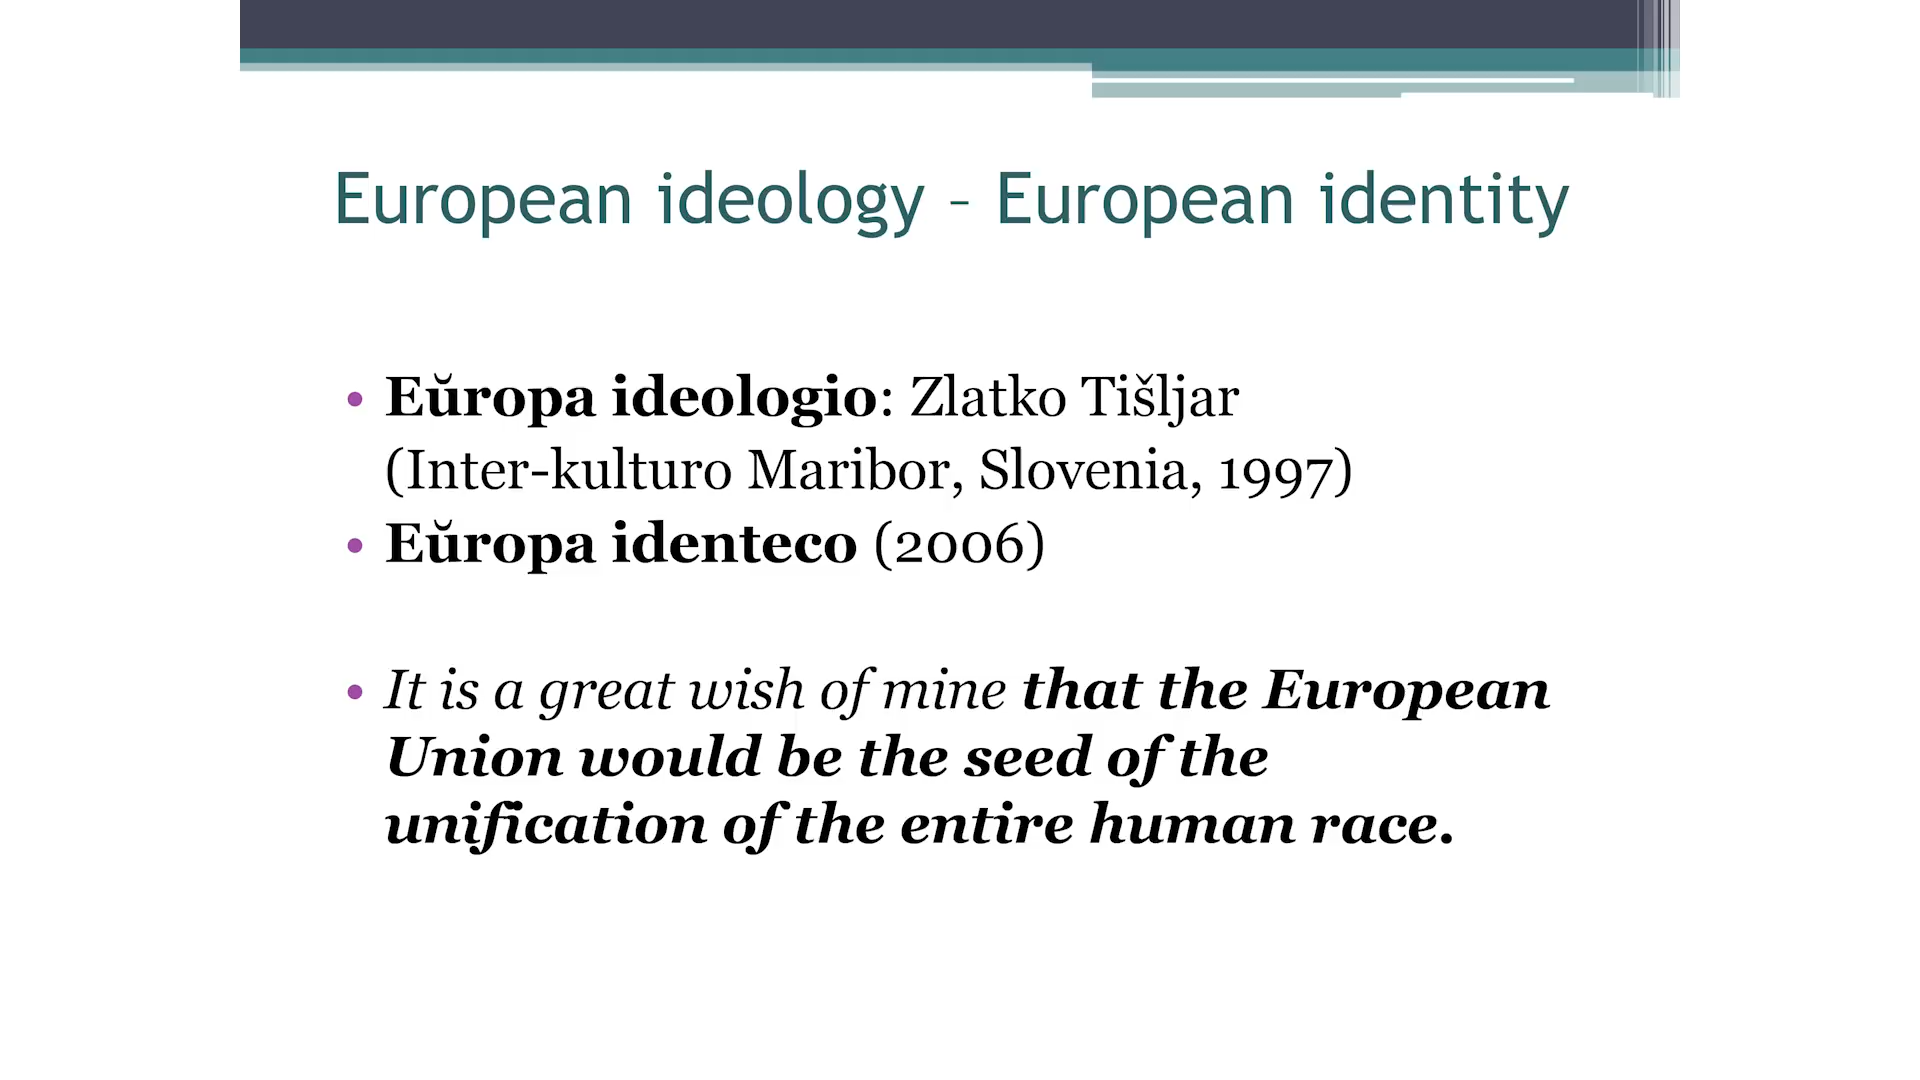 European ideology – European identity
• Eŭropa ideologio: Zlatko Tišljar
(Inter-kulturo Maribor, Slovenia, 1997)
• Eŭropa identeco (2006)
• It is a great wish of mine that the European
Union would be the seed of the
unification of the entire human race.